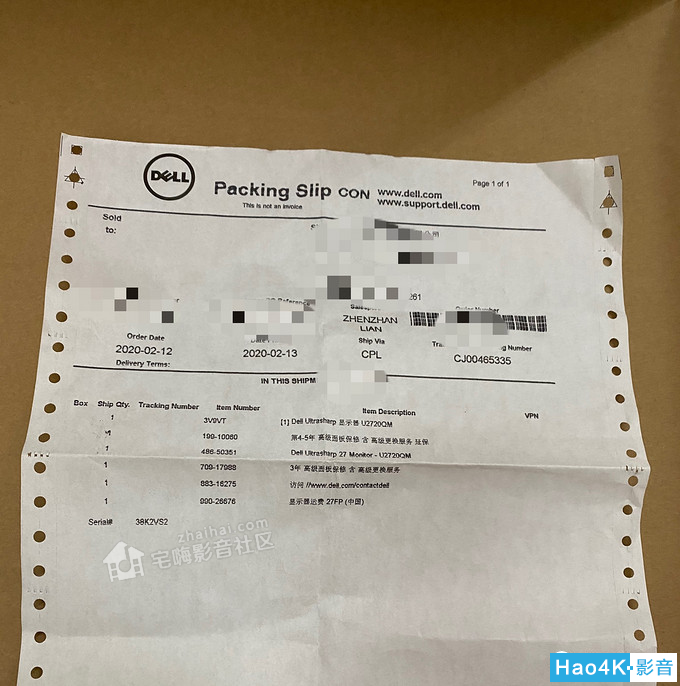 DELL
Packing Slip CON
www.dell.com
www.support.dell.com
Page 1 of 1
This is not an invoice
Sold
to:
261
Order Number
ZHENZHAN
LIAN
Order Date
2020-02-12
2020-02-13
Ship Via
CPL
Number
CJ00465335
Delivery Terms:
IN THIS SHIPM
Box Ship Qty. Tracking Number Item Number Item Description VPN
1 3V9VT [1] Dell Ultrasharp 显示器 U2720QM
1 199-10060 第4-5年 高级面板保修 含 高级更换服务 延保
1 486-50351 Dell Ultrasharp 27 Monitor - U2720QM
1 709-17988 3年 高级面板保修 含 高级更换服务
1 883-16275 访问 //www.dell.com/contactdell
1 990-26676 显示器运费 27FP (中国)
Serial# 38K2VS2
zhaihai.com
宅嗨影音社区
Hao4K·影音